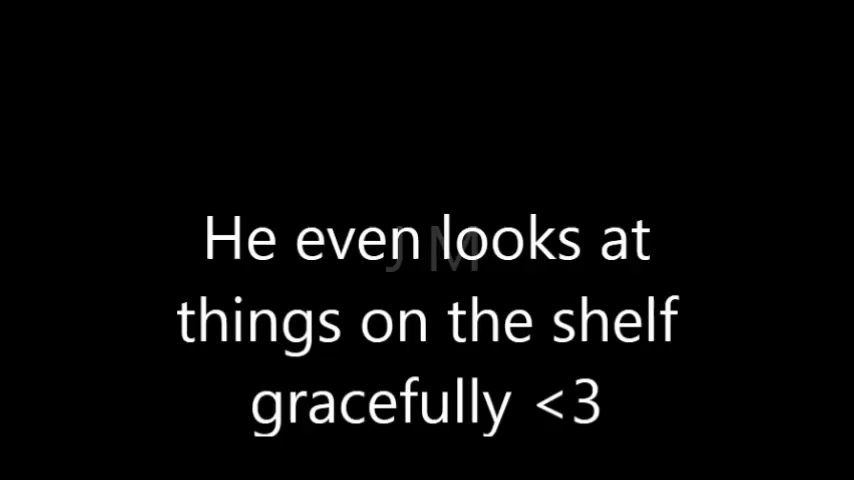 He even looks at
things on the shelf
gracefully <3
J M